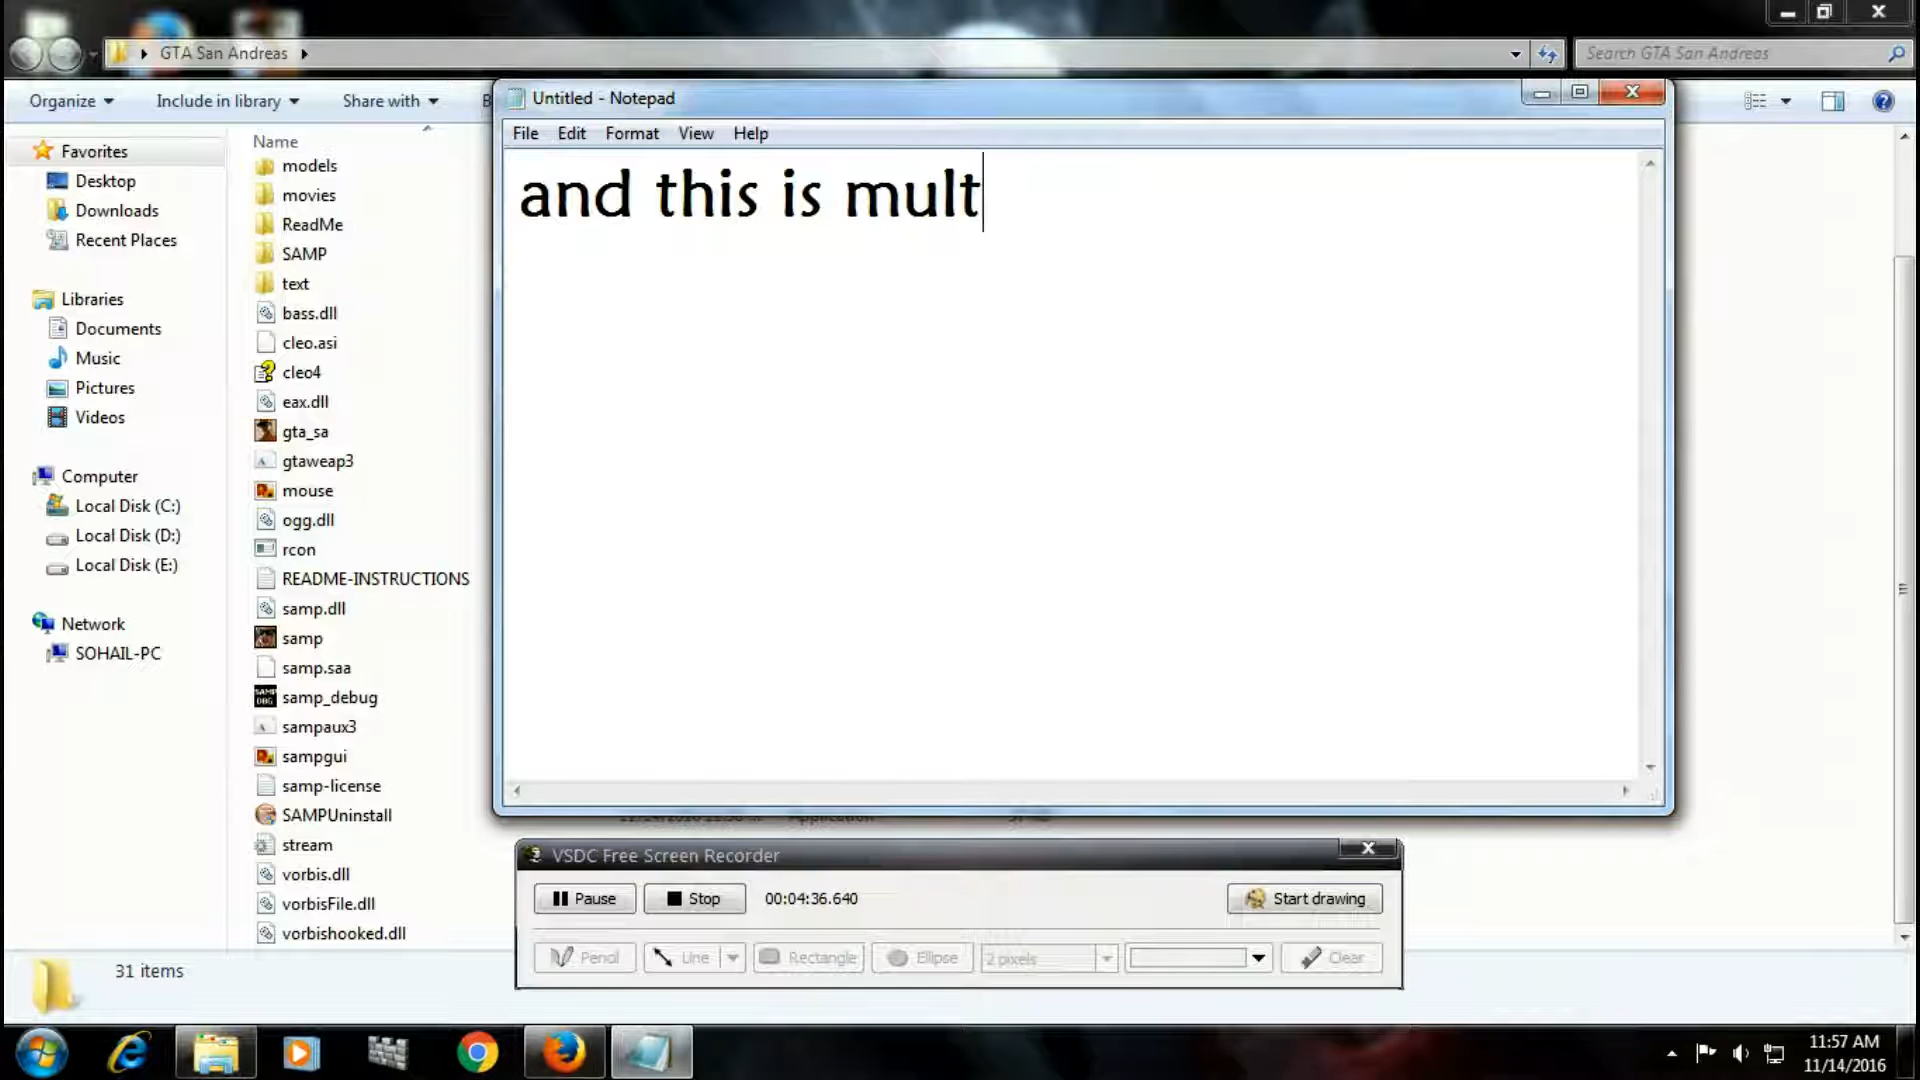 GTA San Andreas
Search GTA San Andreas
Organize
Include in library
Share with
Untitled - Notepad
File Edit Format View Help
and this is mult
Favorites
Desktop
Downloads
Recent Places
Libraries
Documents
Music
Pictures
Videos
Computer
Local Disk (C:)
Local Disk (D:)
Local Disk (E:)
Network
SOHAIL-PC
Name
models
movies
ReadMe
SAMP
text
bass.dll
cleo.asi
cleo4
eax.dll
gta_sa
gtaweap3
mouse
ogg.dll
rcon
README-INSTRUCTIONS
samp.dll
samp
samp.saa
samp_debug
sampaux3
sampgui
samp-license
SAMPUninstall
stream
vorbis.dll
vorbisFile.dll
vorbishooked.dll
VSDC Free Screen Recorder
Pause Stop 00:04:36.640 Start drawing
Pencil Line Rectangle Ellipse 2 pixels Clear
31 items
11:57 AM
11/14/2016